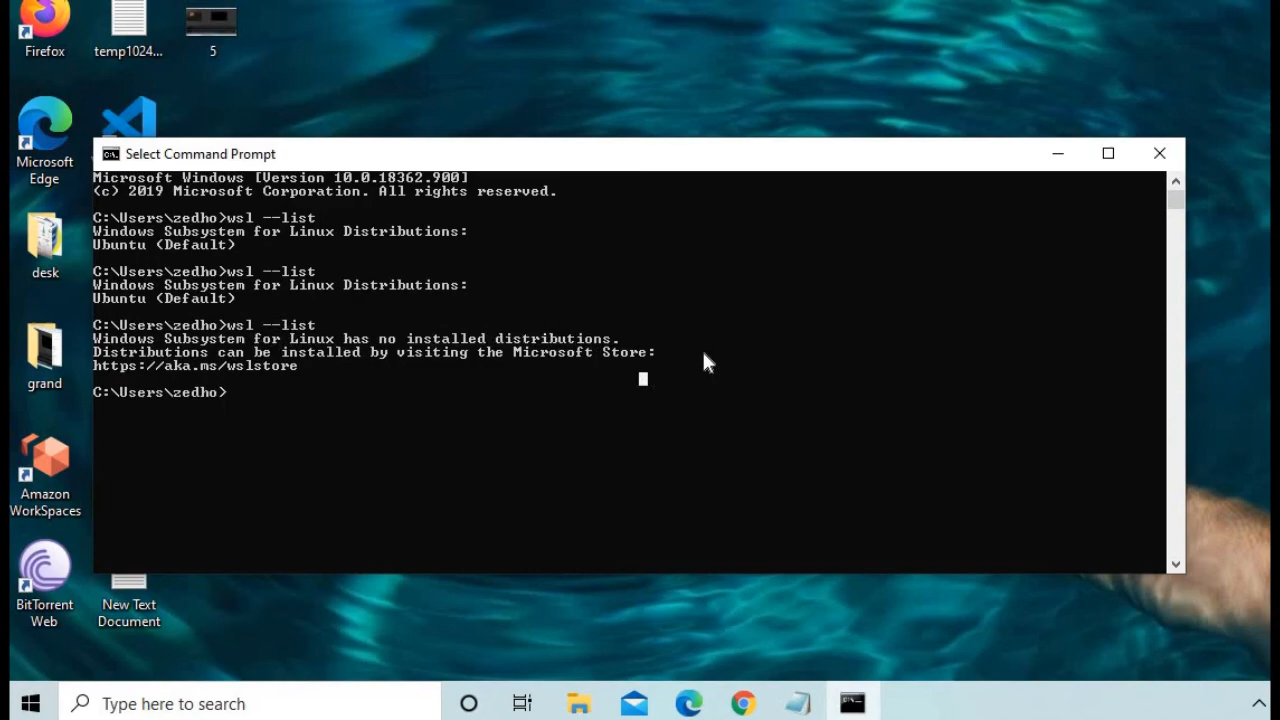 Firefox
temp1024...
5
Microsoft
Edge
desk
grand
Amazon
WorkSpaces
BitTorrent
Web
New Text
Document
Select Command Prompt
Microsoft Windows [Version 10.0.18362.900]
(c) 2019 Microsoft Corporation. All rights reserved.
C:\Users\zedho>wsl --list
Windows Subsystem for Linux Distributions:
Ubuntu (Default)
C:\Users\zedho>wsl --list
Windows Subsystem for Linux Distributions:
Ubuntu (Default)
C:\Users\zedho>wsl --list
Windows Subsystem for Linux has no installed distributions.
Distributions can be installed by visiting the Microsoft Store:
https://aka.ms/wslstore
C:\Users\zedho>
Type here to search